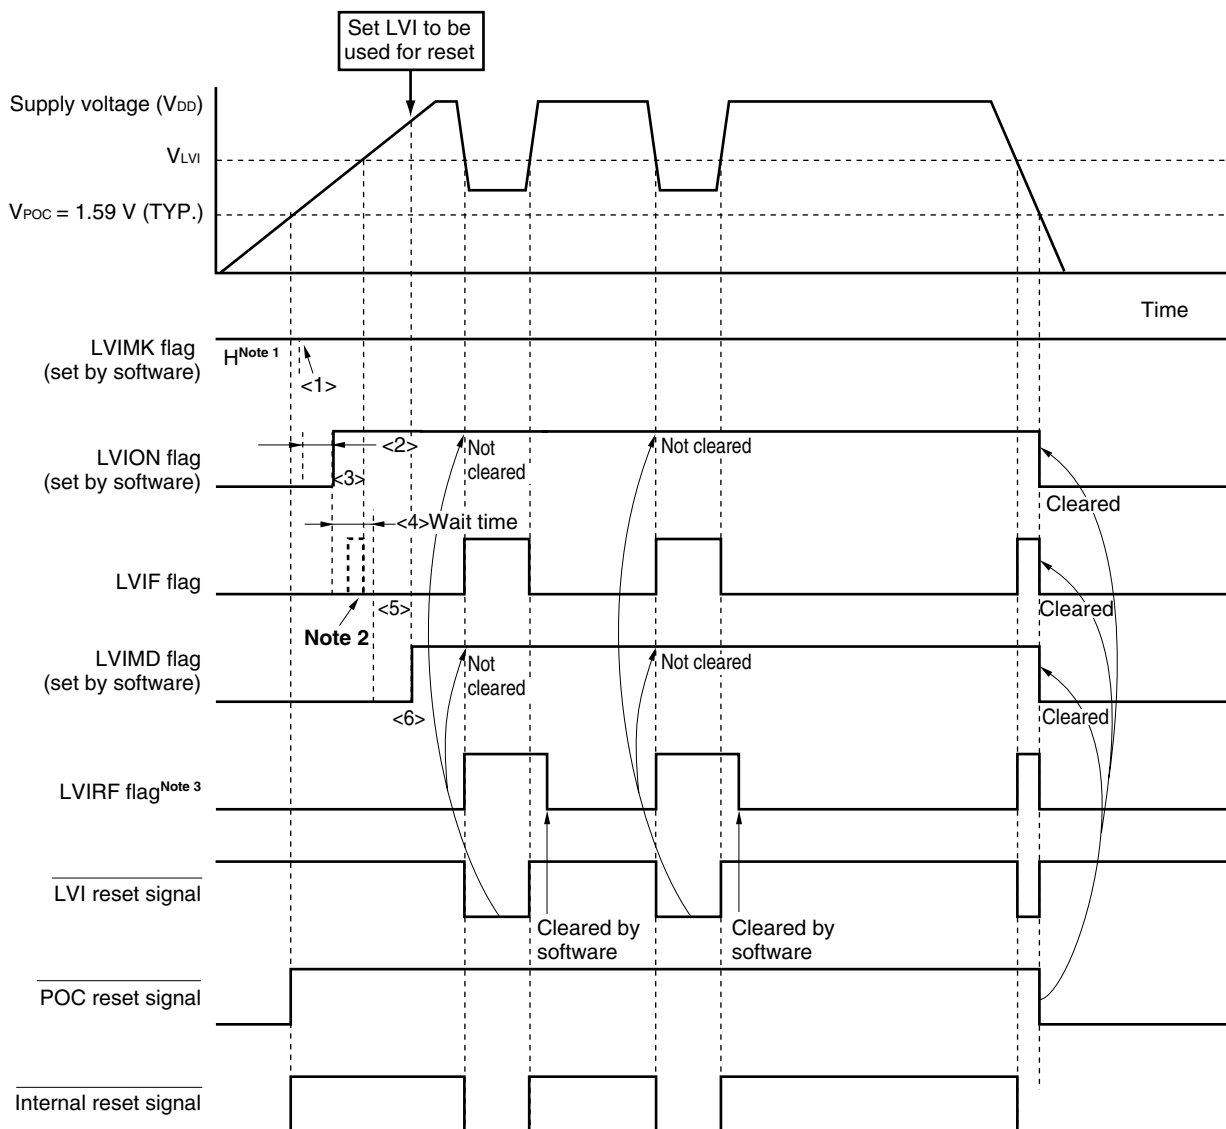 Set LVI to be
used for reset
Supply voltage (VDD)
VLVI
VPOC = 1.59 V (TYP.)
Time
LVIMK flag
(set by software)
HNote 1
<1>
<2>
LVION flag
(set by software)
<3>
Not
cleared
Not cleared
Cleared
<4>Wait time
LVIF flag
<5>
Note 2
Cleared
LVIMD flag
(set by software)
Not
cleared
Not cleared
<6>
Cleared
LVIRF flagNote 3
LVI reset signal
Cleared by
software
Cleared by
software
POC reset signal
Internal reset signal